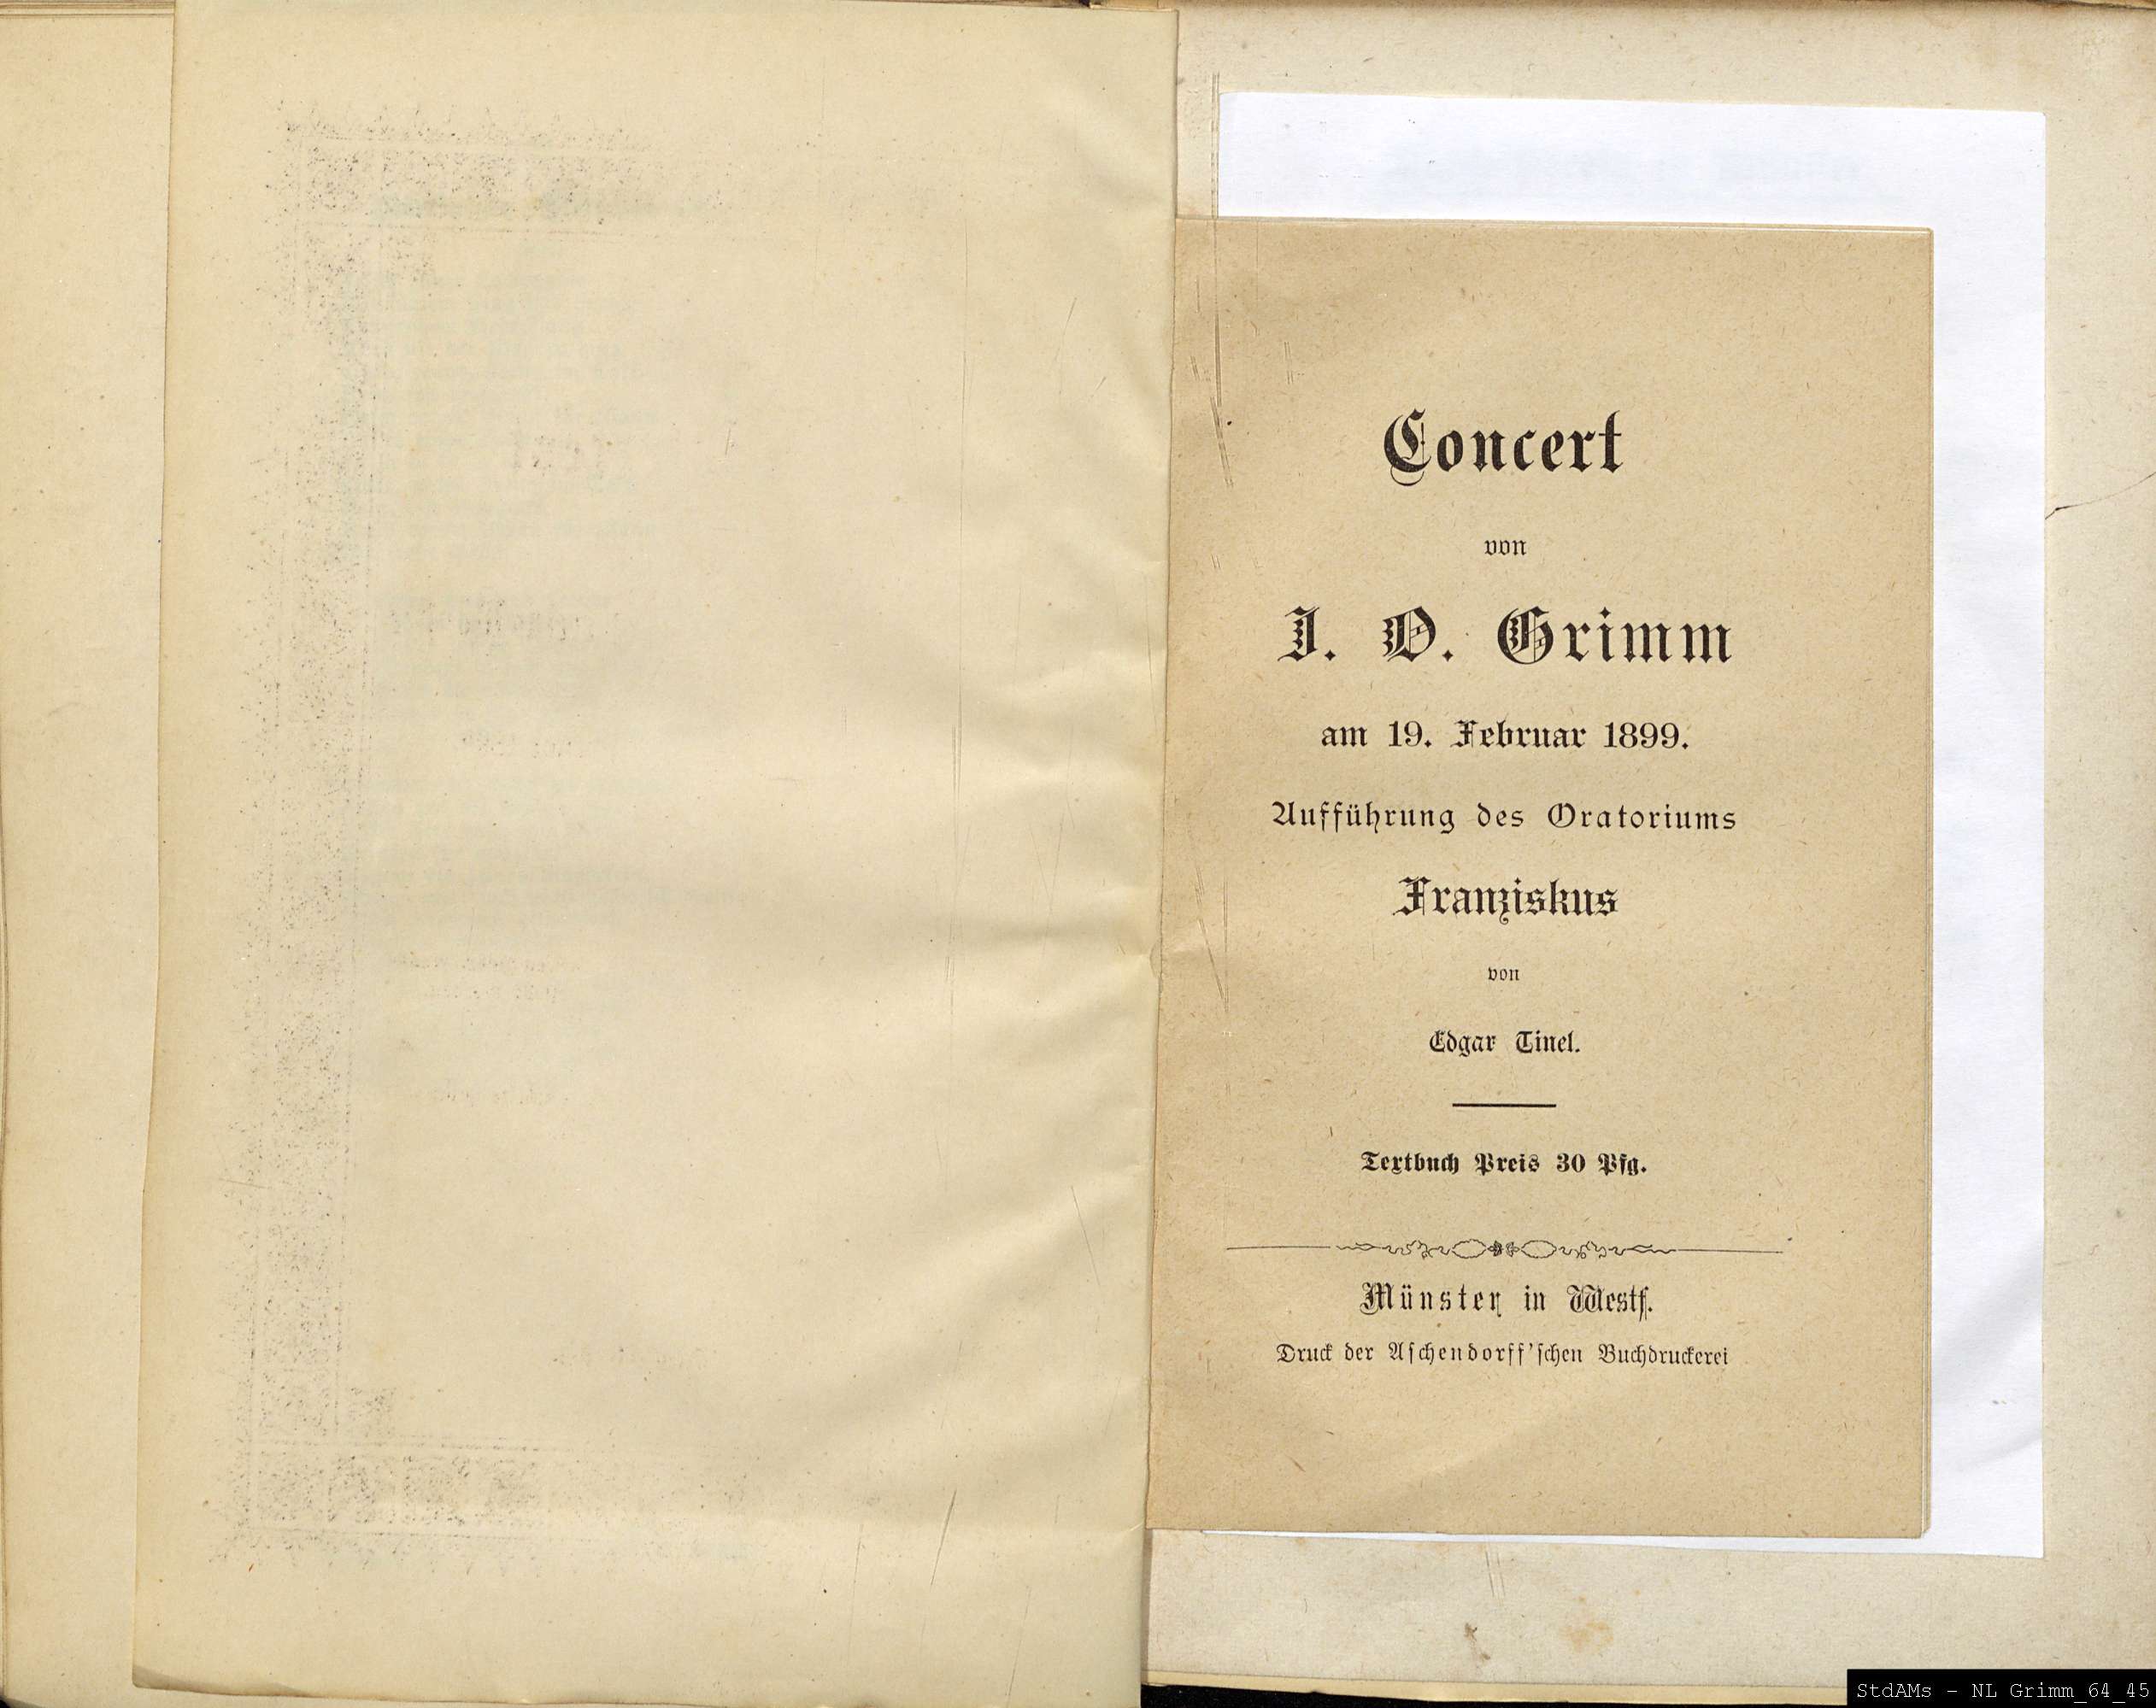 Concert
von
J. O. Grimm
am 19. Februar 1899.
Aufführung des Oratoriums
Franziskus
von
Edgar Tinel.
Textbuch Preis 30 Pfg.
Münster in Westf.
Druck der Aschendorff'schen Buchdruckerei
StdAMs - NL Grimm_64_45